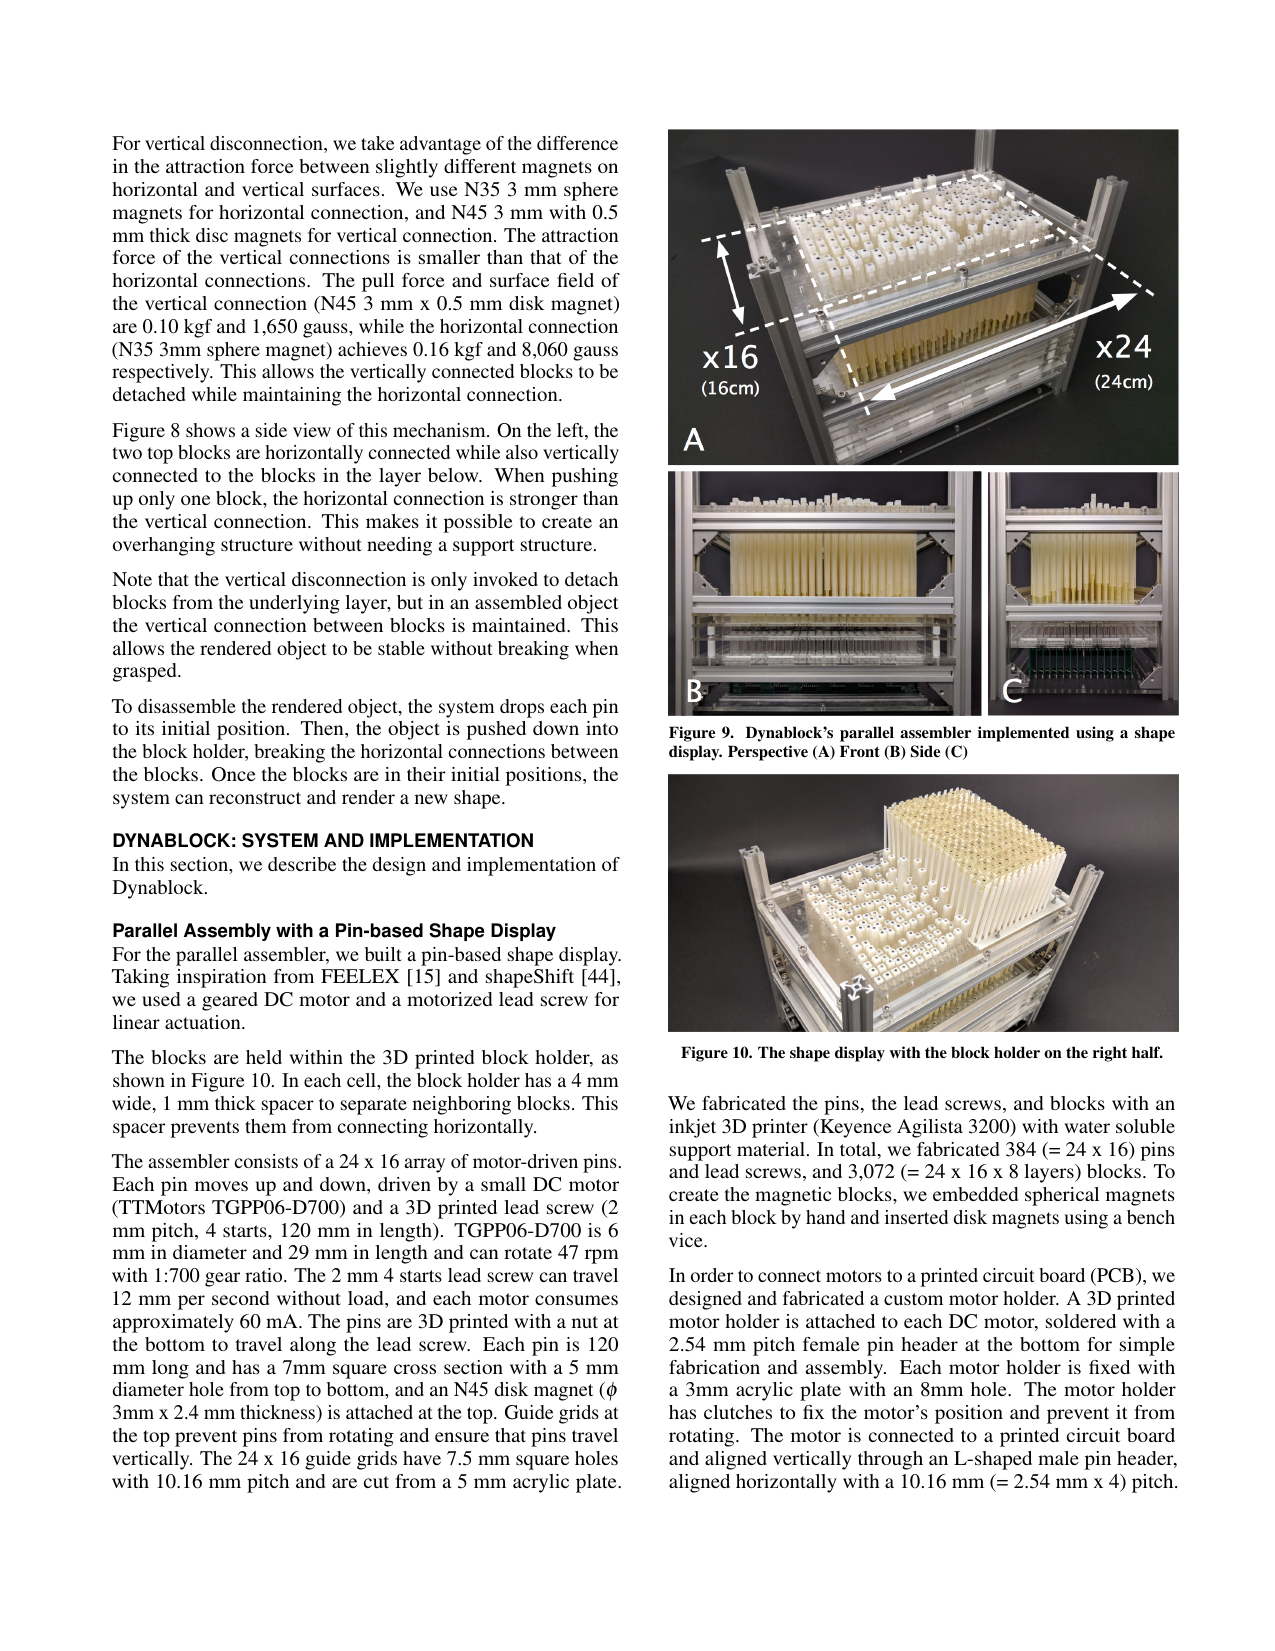 For vertical disconnection, we take advantage of the difference
in the attraction force between slightly different magnets on
horizontal and vertical surfaces. We use N35 3 mm sphere
magnets for horizontal connection, and N45 3 mm with 0.5
mm thick disc magnets for vertical connection. The attraction
force of the vertical connections is smaller than that of the
horizontal connections. The pull force and surface field of
the vertical connection (N45 3 mm x 0.5 mm disk magnet)
are 0.10 kgf and 1,650 gauss, while the horizontal connection
(N35 3mm sphere magnet) achieves 0.16 kgf and 8,060 gauss
respectively. This allows the vertically connected blocks to be
detached while maintaining the horizontal connection.
Figure 8 shows a side view of this mechanism. On the left, the
two top blocks are horizontally connected while also vertically
connected to the blocks in the layer below. When pushing
up only one block, the horizontal connection is stronger than
the vertical connection. This makes it possible to create an
overhanging structure without needing a support structure.
Note that the vertical disconnection is only invoked to detach
blocks from the underlying layer, but in an assembled object
the vertical connection between blocks is maintained. This
allows the rendered object to be stable without breaking when
grasped.
To disassemble the rendered object, the system drops each pin
to its initial position. Then, the object is pushed down into
the block holder, breaking the horizontal connections between
the blocks. Once the blocks are in their initial positions, the
system can reconstruct and render a new shape.
DYNABLOCK: SYSTEM AND IMPLEMENTATION
In this section, we describe the design and implementation of
Dynablock.
Parallel Assembly with a Pin-based Shape Display
For the parallel assembler, we built a pin-based shape display.
Taking inspiration from FEELEX [15] and shapeShift [44],
we used a geared DC motor and a motorized lead screw for
linear actuation.
The blocks are held within the 3D printed block holder, as
shown in Figure 10. In each cell, the block holder has a 4 mm
wide, 1 mm thick spacer to separate neighboring blocks. This
spacer prevents them from connecting horizontally.
The assembler consists of a 24 x 16 array of motor-driven pins.
Each pin moves up and down, driven by a small DC motor
(TTMotors TGPP06-D700) and a 3D printed lead screw (2
mm pitch, 4 starts, 120 mm in length). TGPP06-D700 is 6
mm in diameter and 29 mm in length and can rotate 47 rpm
with 1:700 gear ratio. The 2 mm 4 starts lead screw can travel
12 mm per second without load, and each motor consumes
approximately 60 mA. The pins are 3D printed with a nut at
the bottom to travel along the lead screw. Each pin is 120
mm long and has a 7mm square cross section with a 5 mm
diameter hole from top to bottom, and an N45 disk magnet (ϕ
3mm x 2.4 mm thickness) is attached at the top. Guide grids at
the top prevent pins from rotating and ensure that pins travel
vertically. The 24 x 16 guide grids have 7.5 mm square holes
with 10.16 mm pitch and are cut from a 5 mm acrylic plate.
x16
(16cm)
x24
(24cm)
A
B
C
Figure 9. Dynablock's parallel assembler implemented using a shape
display. Perspective (A) Front (B) Side (C)
Figure 10. The shape display with the block holder on the right half.
We fabricated the pins, the lead screws, and blocks with an
inkjet 3D printer (Keyence Agilista 3200) with water soluble
support material. In total, we fabricated 384 (= 24 x 16) pins
and lead screws, and 3,072 (= 24 x 16 x 8 layers) blocks. To
create the magnetic blocks, we embedded spherical magnets
in each block by hand and inserted disk magnets using a bench
vice.
In order to connect motors to a printed circuit board (PCB), we
designed and fabricated a custom motor holder. A 3D printed
motor holder is attached to each DC motor, soldered with a
2.54 mm pitch female pin header at the bottom for simple
fabrication and assembly. Each motor holder is fixed with
a 3mm acrylic plate with an 8mm hole. The motor holder
has clutches to fix the motor's position and prevent it from
rotating. The motor is connected to a printed circuit board
and aligned vertically through an L-shaped male pin header,
aligned horizontally with a 10.16 mm (= 2.54 mm x 4) pitch.